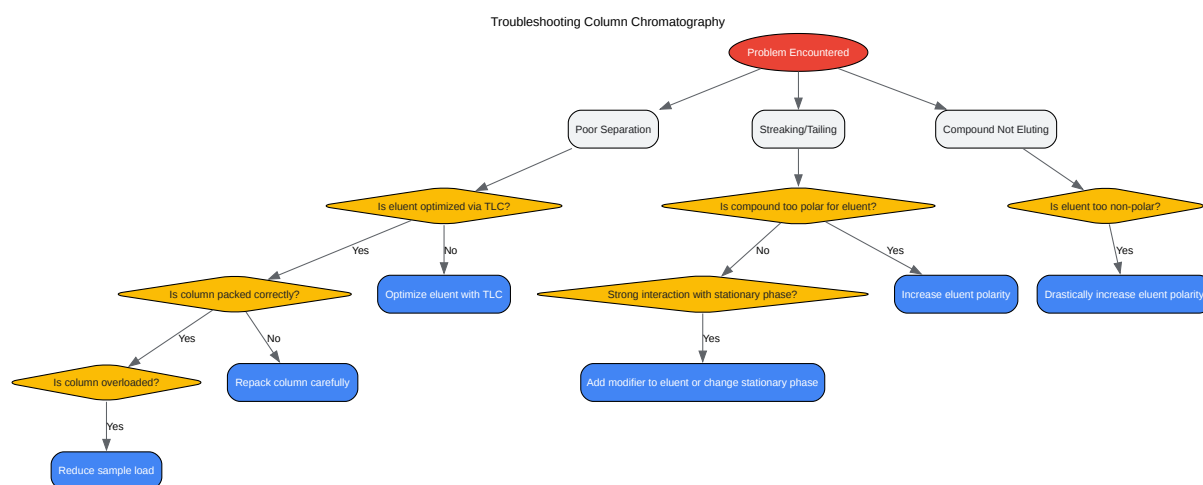 Troubleshooting Column Chromatography
Problem Encountered
Poor Separation
Streaking/Tailing
Compound Not Eluting
Is eluent optimized via TLC?
Is compound too polar for eluent?
Is eluent too non-polar?
Yes
No
No
Yes
Yes
Is column packed correctly?
Optimize eluent with TLC
Strong interaction with stationary phase?
Increase eluent polarity
Drastically increase eluent polarity
Yes
No
Yes
Is column overloaded?
Repack column carefully
Add modifier to eluent or change stationary phase
Yes
Reduce sample load